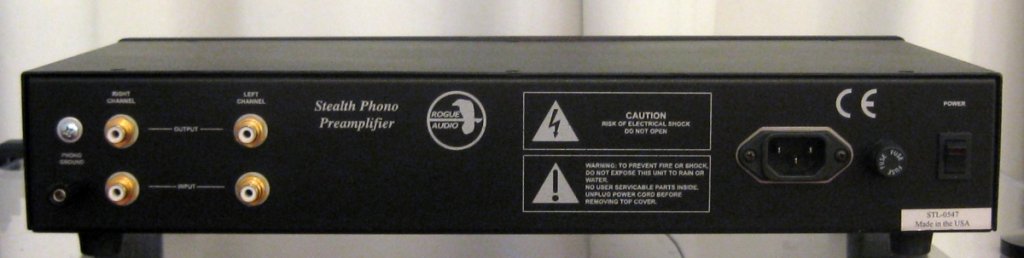 RIGHT
CHANNEL
LEFT
CHANNEL
OUTPUT
PHONO
GROUND
INPUT
Stealth Phono
Preamplifier
ROGUE
AUDIO
CAUTION
RISK OF ELECTRICAL SHOCK
DO NOT OPEN
WARNING: TO PREVENT FIRE OR SHOCK,
DO NOT EXPOSE THIS UNIT TO RAIN OR
WATER.
NO USER SERVICABLE PARTS INSIDE.
UNPLUG POWER CORD BEFORE
REMOVING TOP COVER.
CE
FUSE
FUSE
POWER
STL-0547
Made in the USA